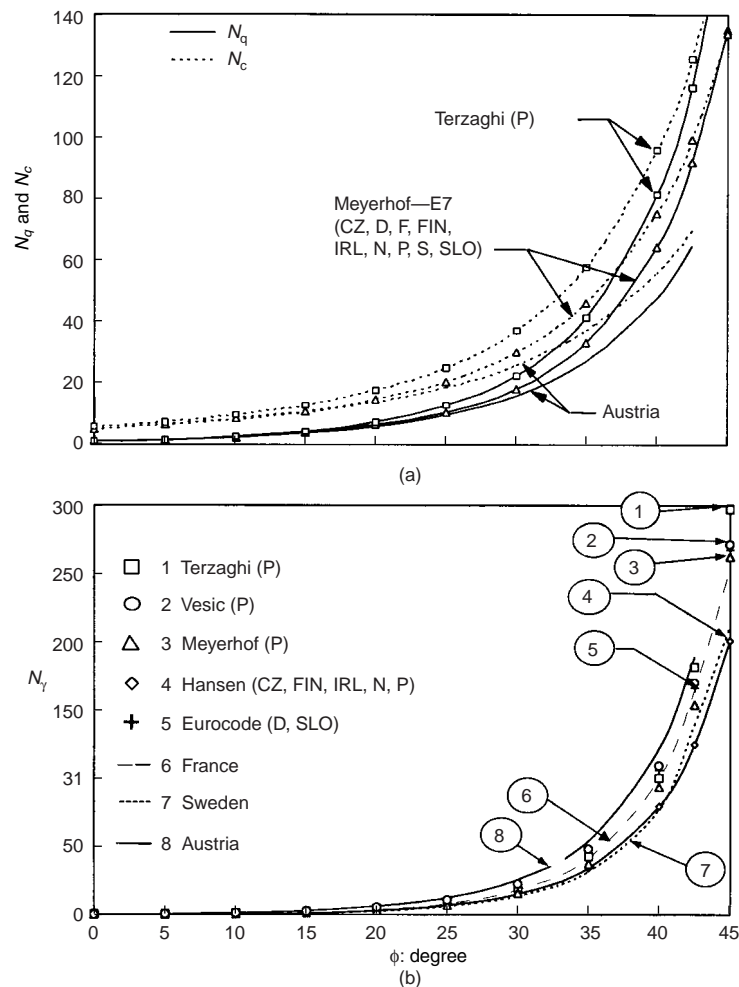 140
120
100
80
60
40
20
0
N_q and N_c
N_q
N_c
Terzaghi (P)
Meyerhof—E7
(CZ, D, F, FIN,
IRL, N, P, S, SLO)
Austria
(a)
300
250
200
150
31
50
0
N_γ
1 Terzaghi (P)
2 Vesic (P)
3 Meyerhof (P)
4 Hansen (CZ, FIN, IRL, N, P)
5 Eurocode (D, SLO)
6 France
7 Sweden
8 Austria
1
2
3
4
5
6
8
7
0 5 10 15 20 25 30 35 40 45
ϕ: degree
(b)